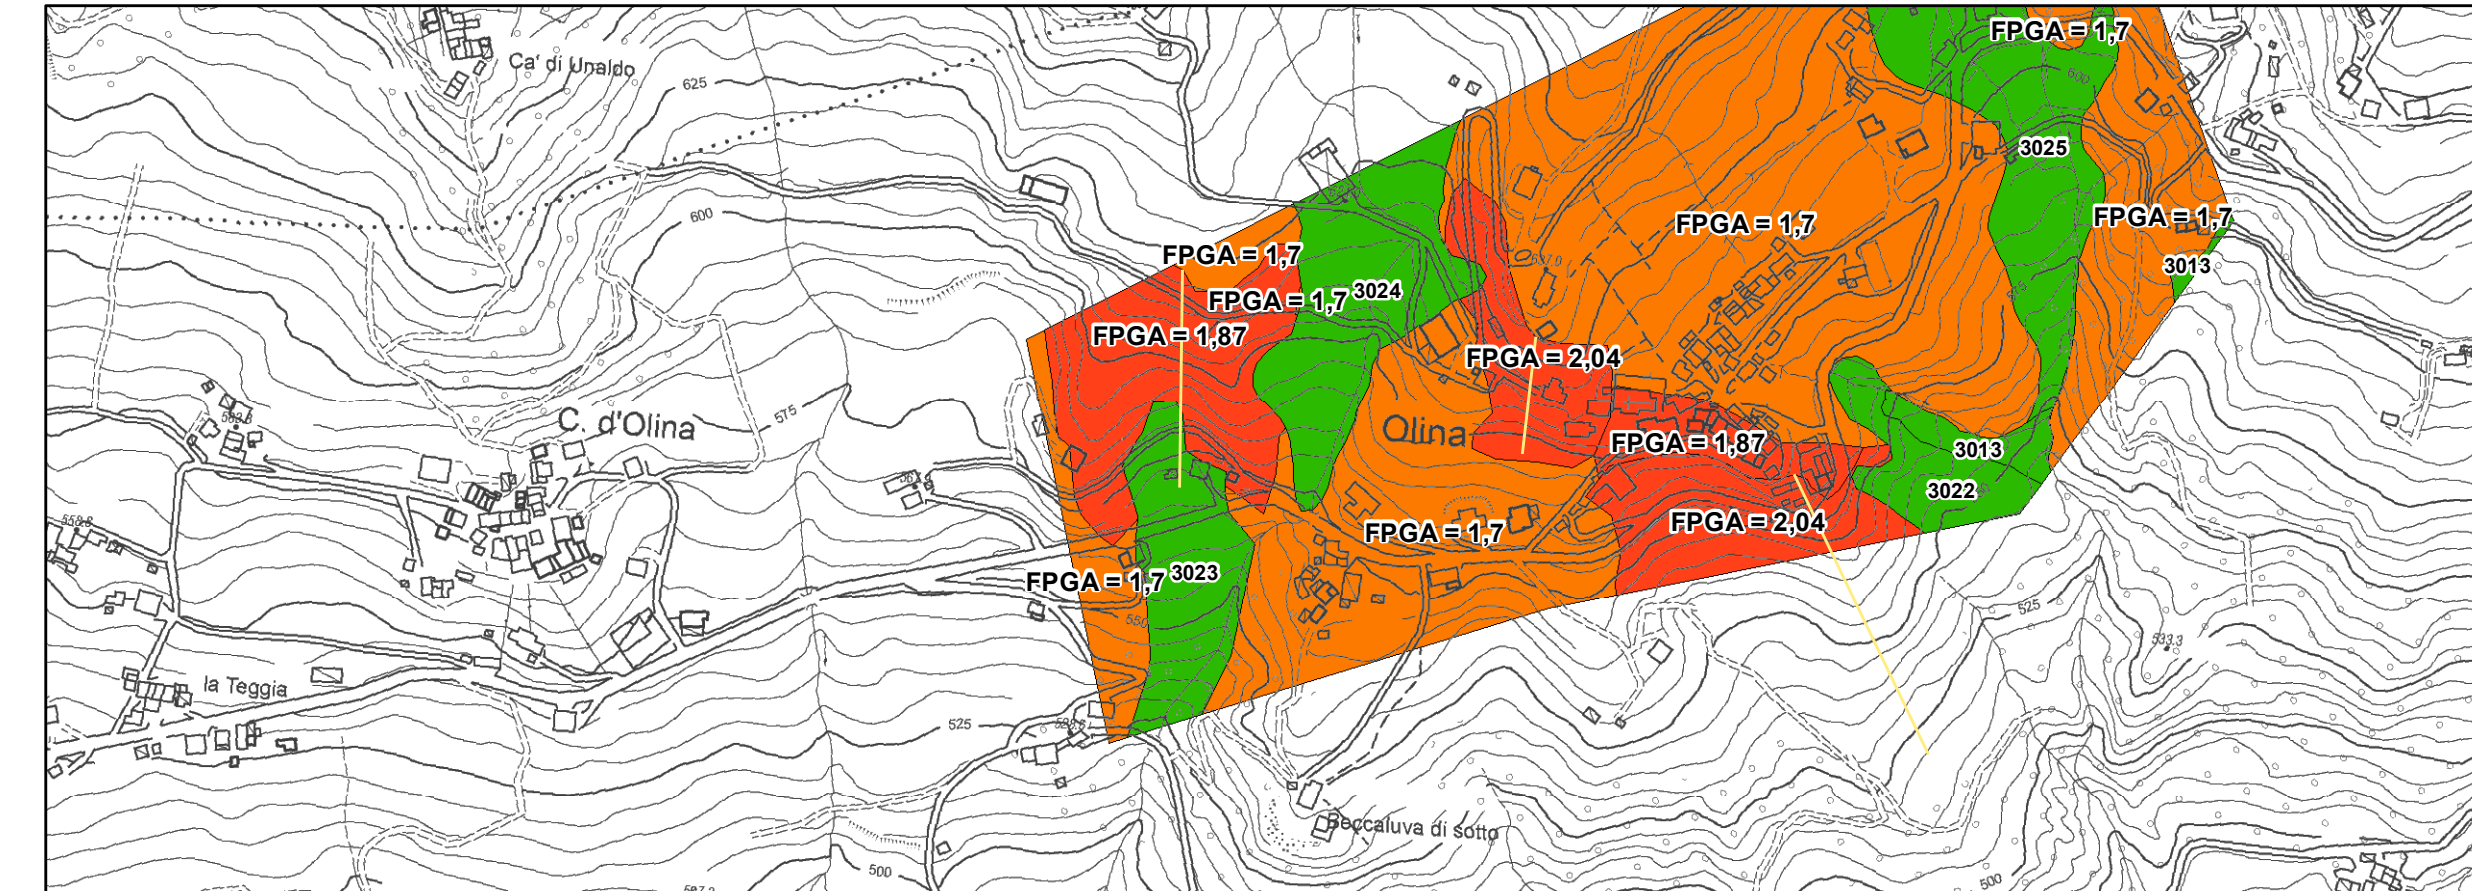 FPGA = 1,7
Ca' di Unaldo
625
600
3025
600
FPGA = 1,7
FPGA = 1,7
FPGA = 1,7
3013
FPGA = 1,7
3024
FPGA = 1,87
FPGA = 2,04
575
C. d'Olina
Olina
FPGA = 1,87
3013
3022
FPGA = 2,04
FPGA = 1,7
FPGA = 1,7
3023
525
550
533.3
la Teggia
525
Beccaluva di sotto
500
500